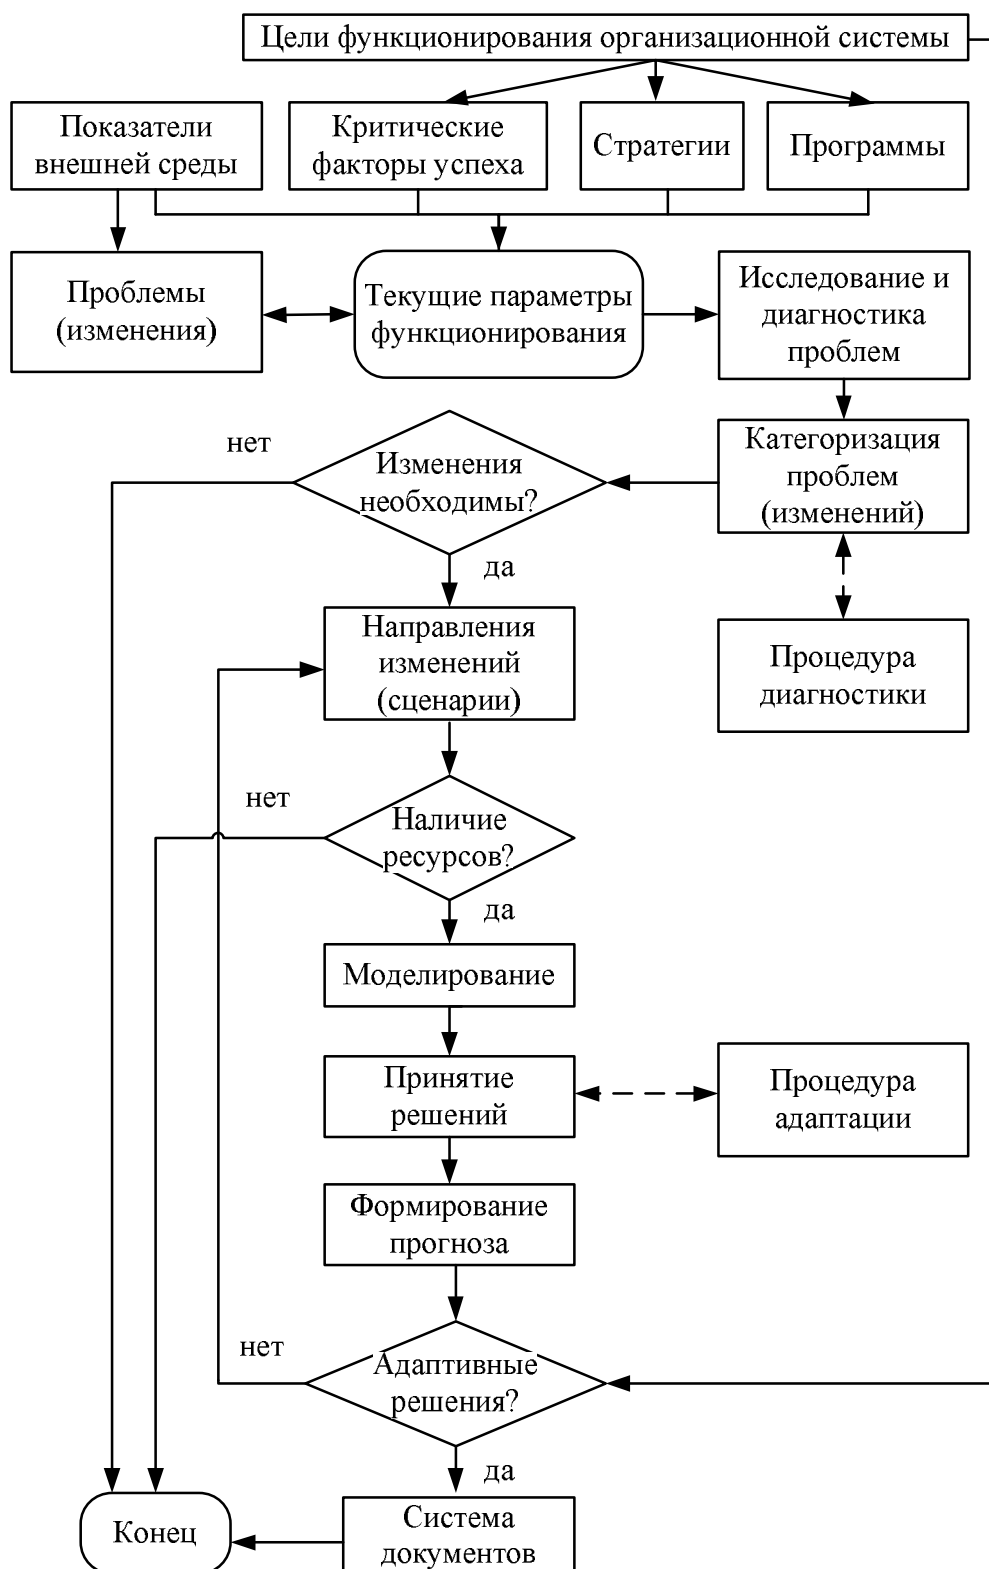 Цели функционирования организационной системы
Показатели
внешней среды
Критические
факторы успеха
Стратегии
Программы
Проблемы
(изменения)
Текущие параметры
функционирования
Исследование и
диагностика
проблем
нет
Изменения
необходимы?
Категоризация
проблем
(изменений)
да
Направления
изменений
(сценарии)
Процедура
диагностики
нет
Наличие
ресурсов?
да
Моделирование
Принятие
решений
Процедура
адаптации
Формирование
прогноза
нет
Адаптивные
решения?
да
Конец
Система
документов